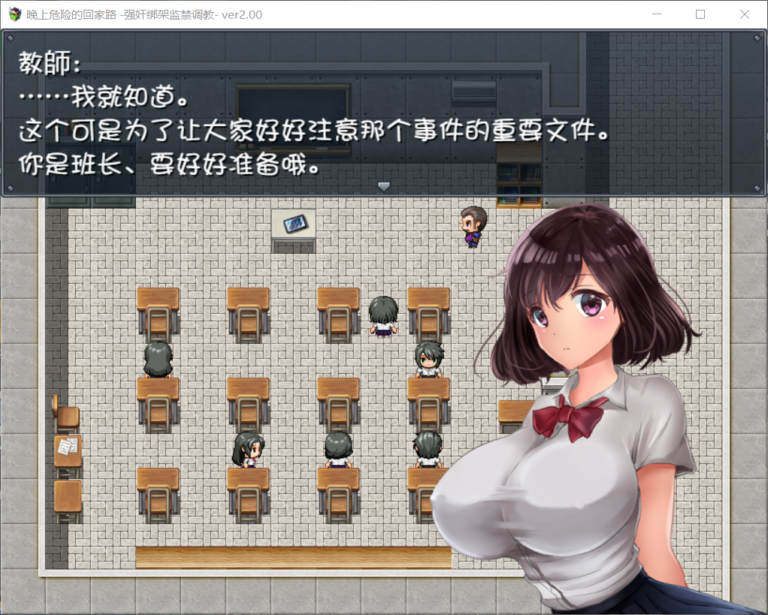 晚上危险的回家路 -强奸绑架监禁调教- ver2.00
教師:
……我就知道。
这个可是为了让大家好好注意那个事件的重要文件。
你是班长、要好好准备哦。